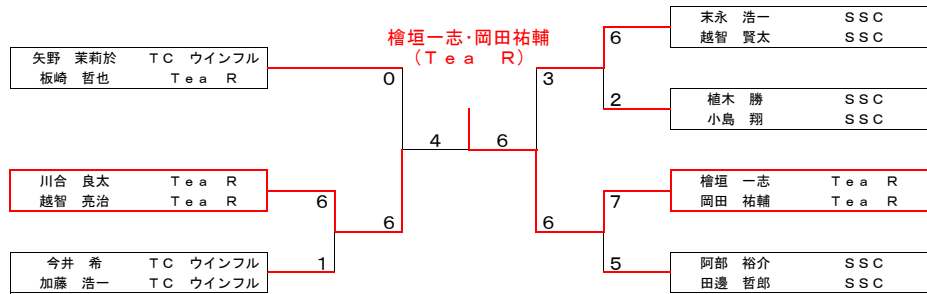 末永 浩一 ＳＳＣ
越智 賢太 ＳＳＣ
檜垣一志･岡田祐輔
（Ｔｅａ Ｒ）
6
矢野 茉莉於 ＴＣ ウインフル
板崎 哲也 Ｔｅａ Ｒ
0
3
2
植木 勝 ＳＳＣ
小島 翔 ＳＳＣ
4
6
川合 良太 Ｔｅａ Ｒ
越智 亮治 Ｔｅａ Ｒ
6
6
6
7
檜垣 一志 Ｔｅａ Ｒ
岡田 祐輔 Ｔｅａ Ｒ
今井 希 ＴＣ ウインフル
加藤 浩一 ＴＣ ウインフル
1
5
阿部 裕介 ＳＳＣ
田邊 哲郎 ＳＳＣ